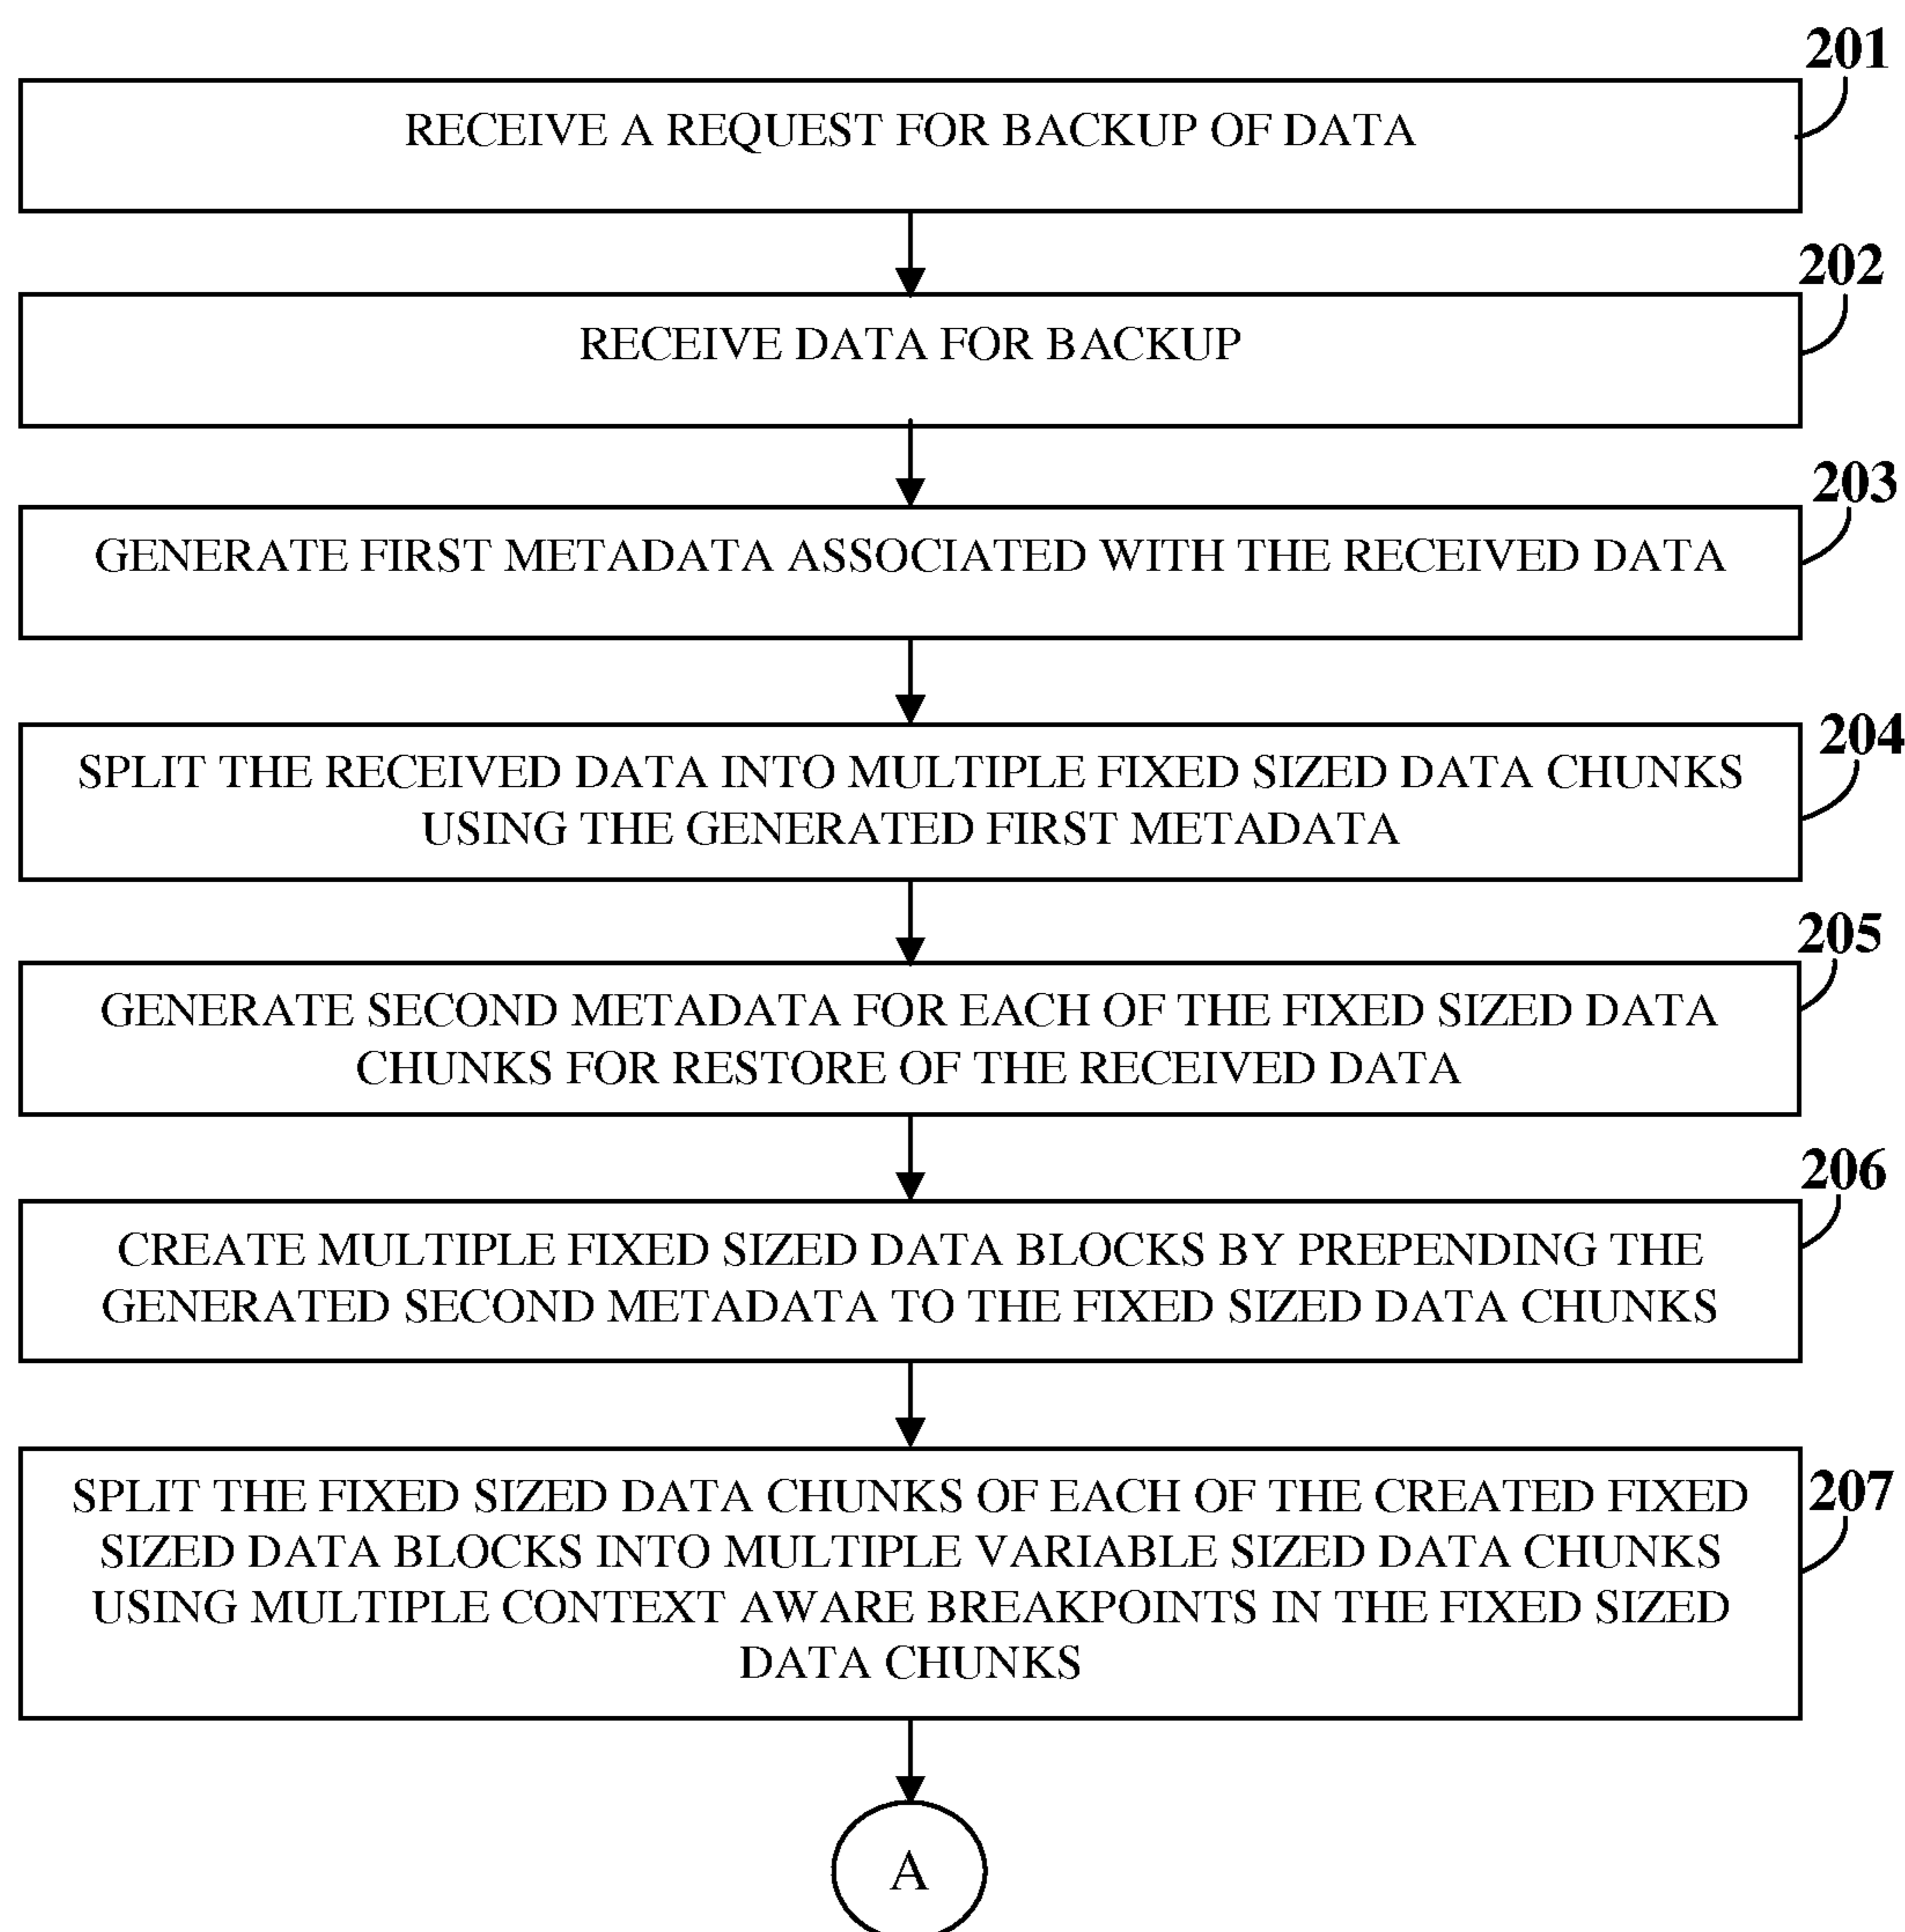 201
RECEIVE A REQUEST FOR BACKUP OF DATA
202
RECEIVE DATA FOR BACKUP
203
GENERATE FIRST METADATA ASSOCIATED WITH THE RECEIVED DATA
204
SPLIT THE RECEIVED DATA INTO MULTIPLE FIXED SIZED DATA CHUNKS
USING THE GENERATED FIRST METADATA
205
GENERATE SECOND METADATA FOR EACH OF THE FIXED SIZED DATA
CHUNKS FOR RESTORE OF THE RECEIVED DATA
206
CREATE MULTIPLE FIXED SIZED DATA BLOCKS BY PREPENDING THE
GENERATED SECOND METADATA TO THE FIXED SIZED DATA CHUNKS
207
SPLIT THE FIXED SIZED DATA CHUNKS OF EACH OF THE CREATED FIXED
SIZED DATA BLOCKS INTO MULTIPLE VARIABLE SIZED DATA CHUNKS
USING MULTIPLE CONTEXT AWARE BREAKPOINTS IN THE FIXED SIZED
DATA CHUNKS
A